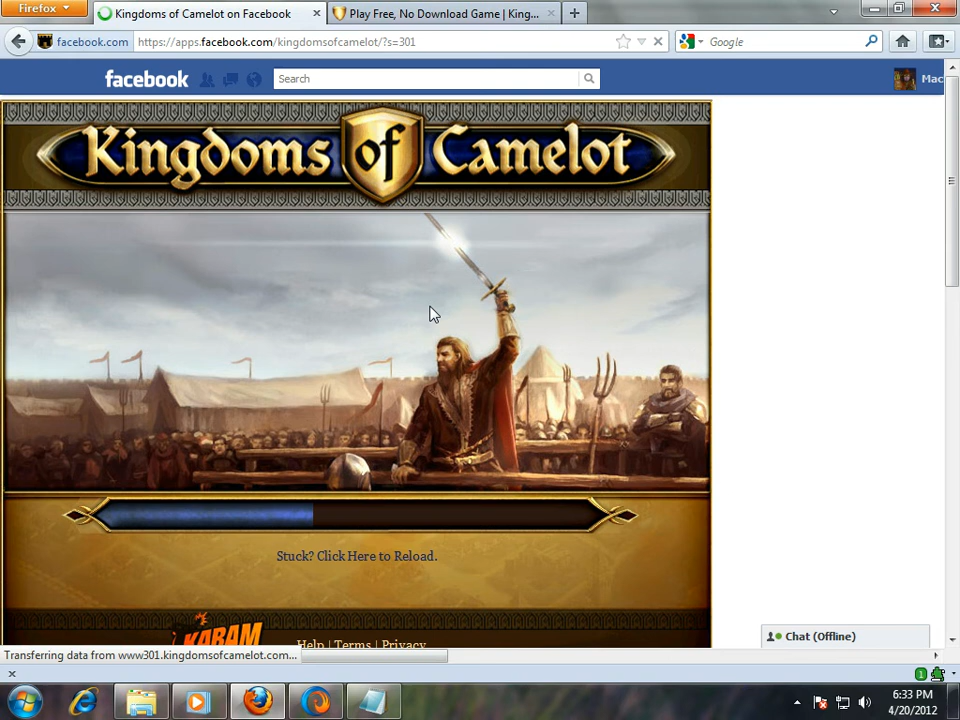 Firefox
Kingdoms of Camelot on Facebook
Play Free, No Download Game | King...
facebook.com
https://apps.facebook.com/kingdomsofcamelot/?s=301
Google
facebook
Search
Mac
Kingdoms of Camelot
Stuck? Click Here to Reload.
KABAM
Help | Terms | Privacy
Chat (Offline)
Transferring data from www301.kingdomsofcamelot.com...
1
6:33 PM
4/20/2012